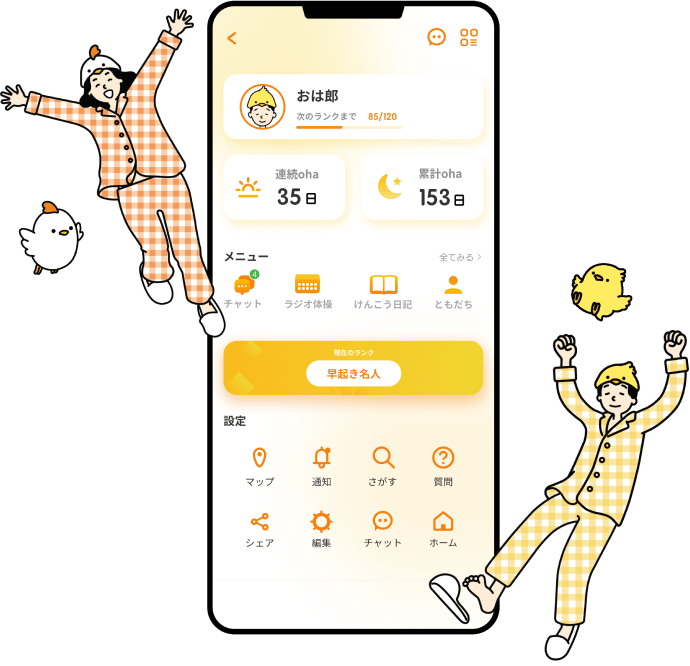 おは郎
次のランクまで 85/120
連続oha
35日
累計oha
153日
メニュー 全てみる
4
チャット ラジオ体操 けんこう日記 ともだち
現在のランク
早起き名人
設定
マップ 通知 さがす 質問
シェア 編集 チャット ホーム